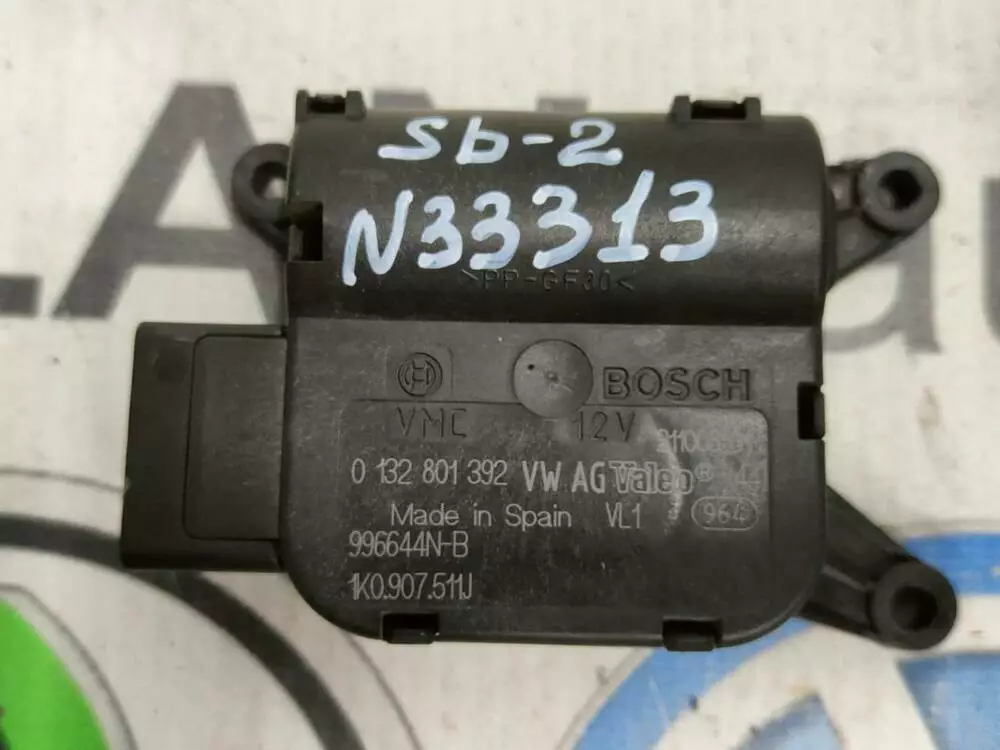 Sb-2
N33313
>PP-GF30<
BOSCH
VMC 12V
0 132 801 392 VW AG Valeo®
Made in Spain VL1 964
996644N-B
1K0.907.511J